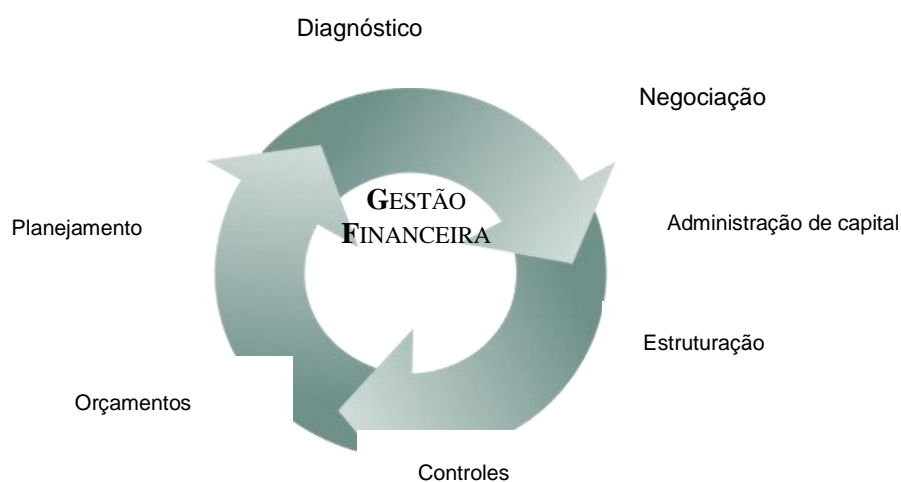 Diagnóstico
Negociação
GESTÃO
FINANCEIRA
Planejamento
Administração de capital
Estruturação
Orçamentos
Controles